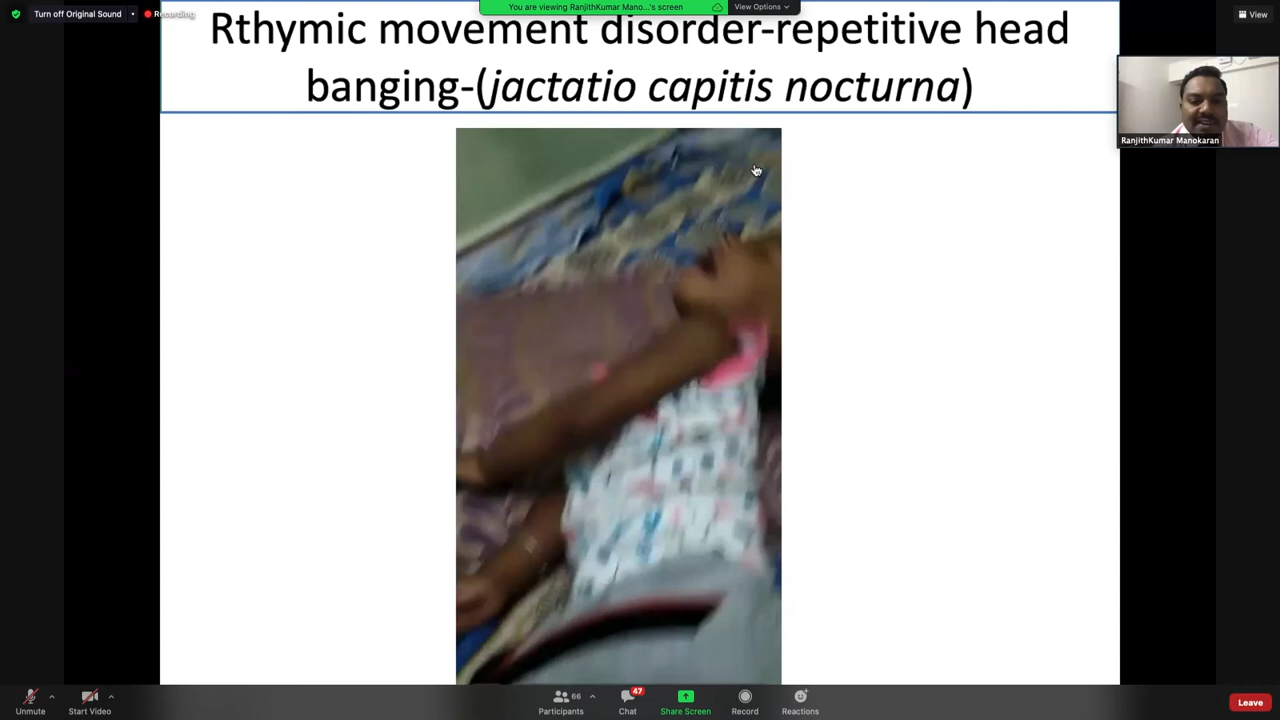 You are viewing RanjithKumar Mano...'s screen
View Options
Turn off Original Sound
Recording
View
Rthymic movement disorder-repetitive head
banging-(jactatio capitis nocturna)
RanjithKumar Manokaran
Unmute
Start Video
Participants
66
Chat
47
Share Screen
Record
Reactions
Leave